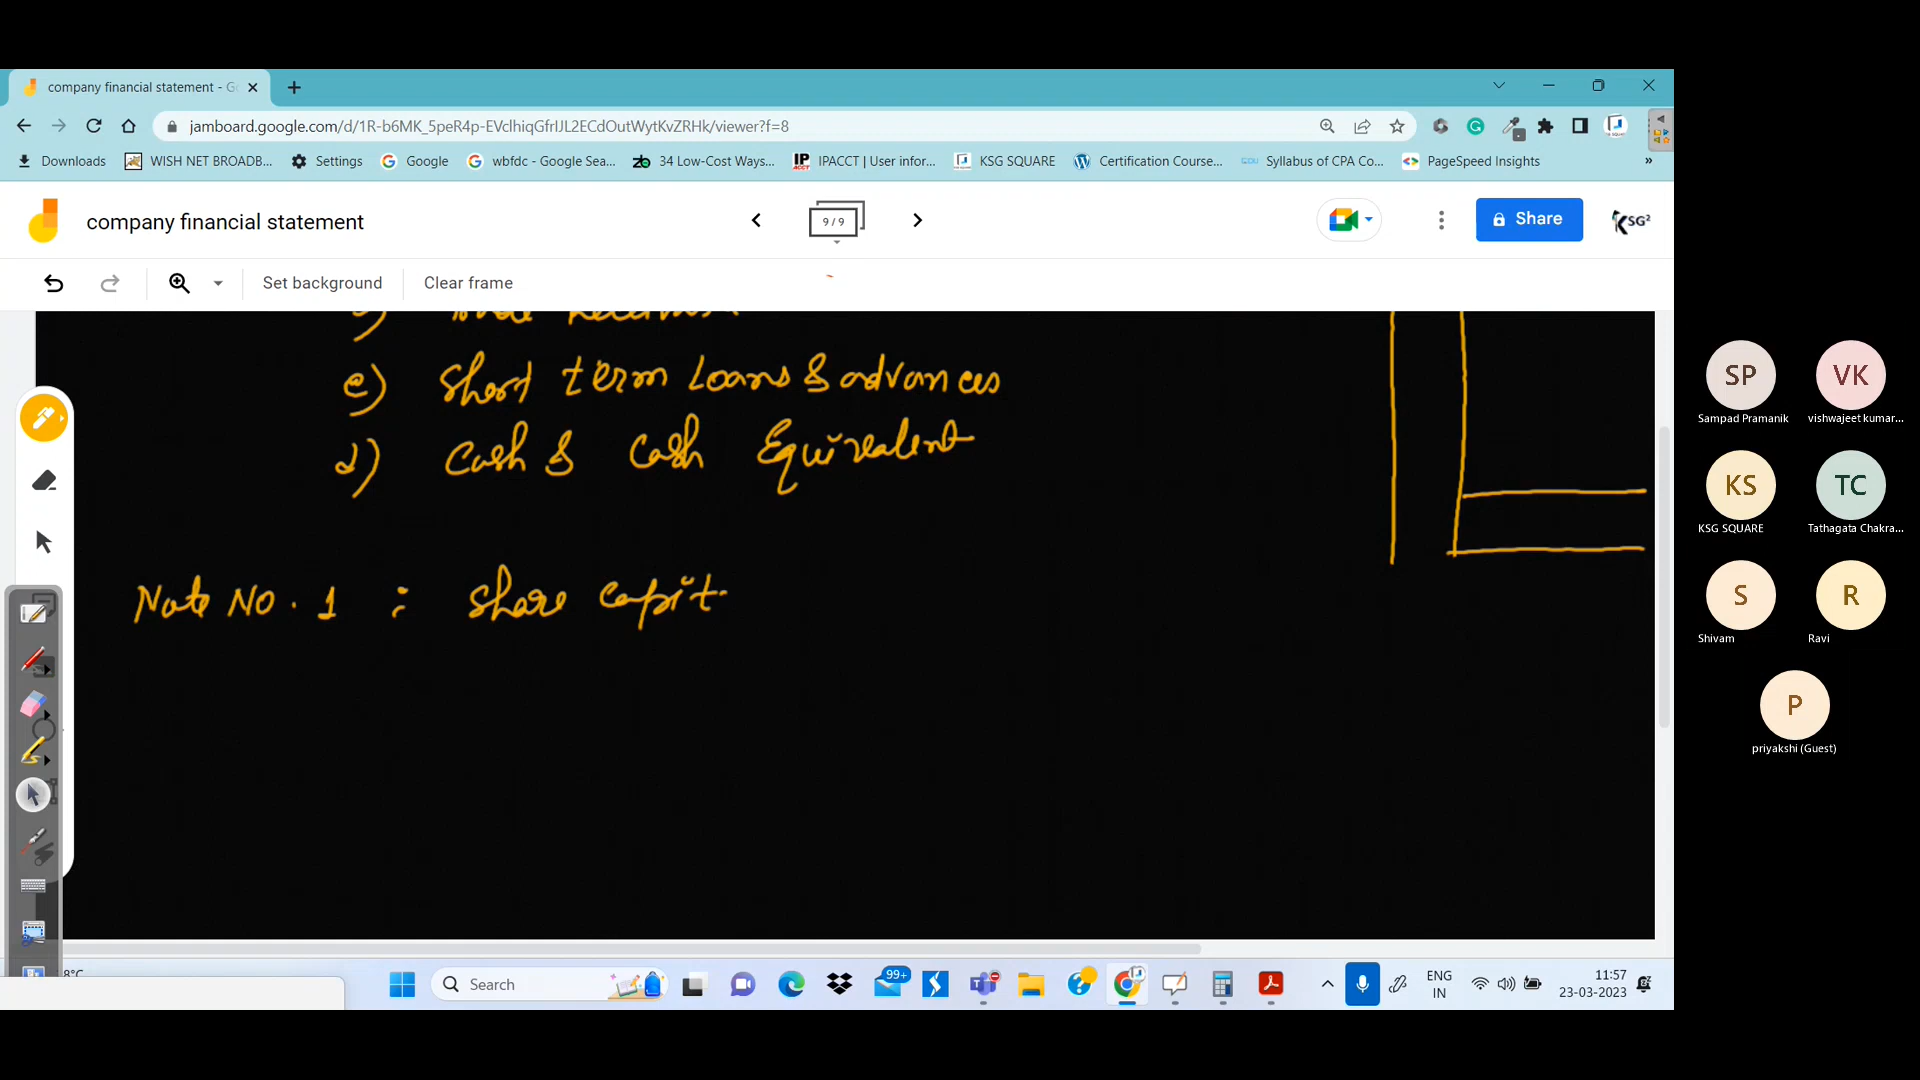 company financial statement - G
jamboard.google.com/d/1R-b6MK_5peR4p-EVclhiqGfrIJL2ECdOutWytKvZRHk/viewer?f=8
Downloads WISH NET BROADB... Settings Google wbfdc - Google Sea... 34 Low-Cost Ways... IPACCT | User infor... KSG SQUARE Certification Course... Syllabus of CPA Co... PageSpeed Insights »
company financial statement
9 / 9
Share
KSG²
Set background Clear frame
c) Short term Loans & advances
d) Cash & Cash Equivalent
Note No. 1 : Share Capit
SP VK
Sampad Pramanik vishwajeet kumar...
KS TC
KSG SQUARE Tathagata Chakra...
S R
Shivam Ravi
P
priyakshi (Guest)
8°C
Search
99+
ENG
IN
11:57
23-03-2023